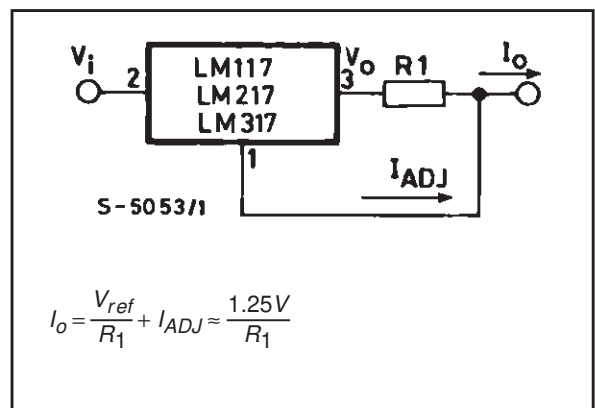 Vi 2 LM117 Vo R1 Io
LM217 3
LM317
1
IADJ
S-5053/1
Io = Vref/R1 + IADJ ≈ 1.25V/R1